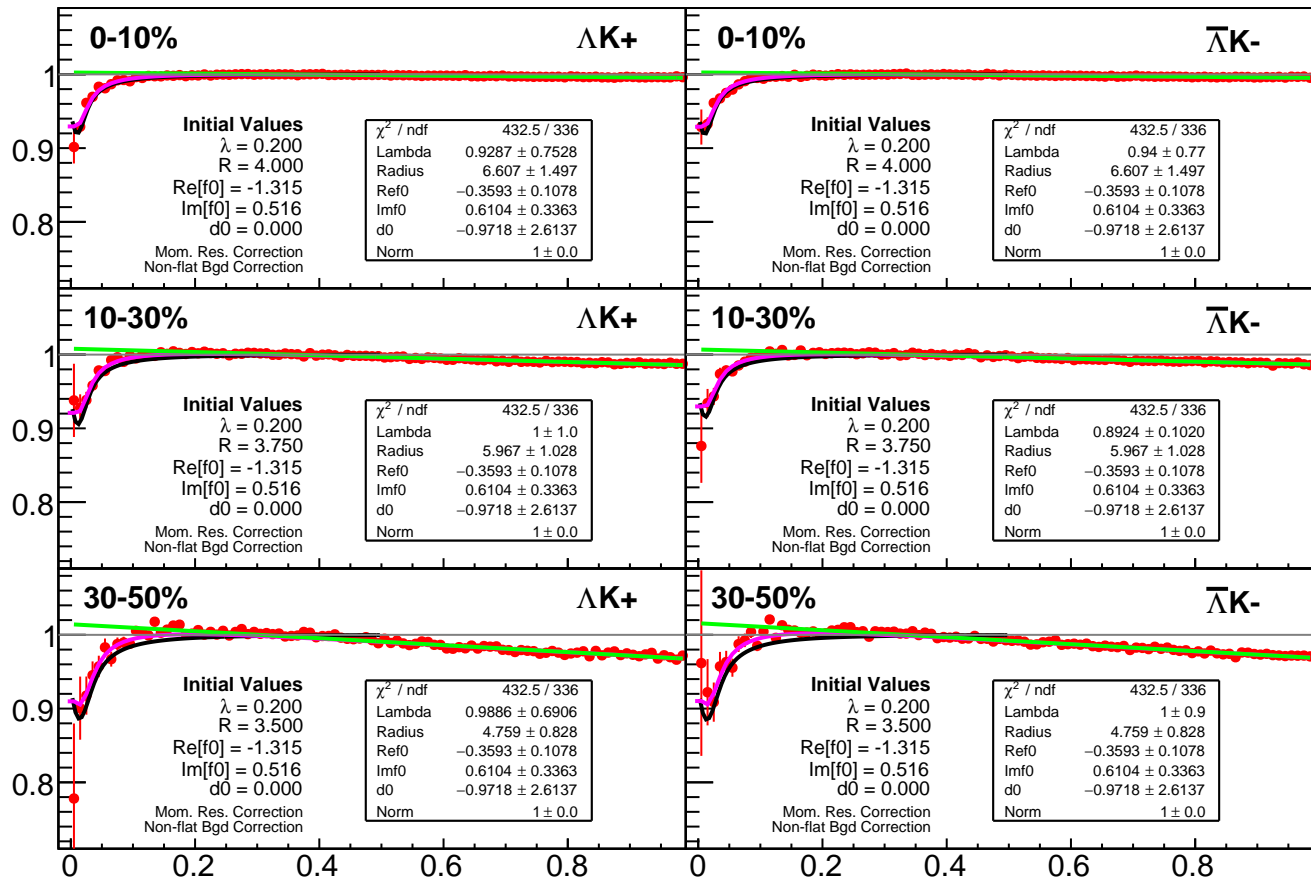 0-10% ΛK+
1
0.9
0.8
Initial Values
λ = 0.200
R = 4.000
Re[f0] = -1.315
Im[f0] = 0.516
d0 = 0.000
Mom. Res. Correction
Non-flat Bgd Correction
χ² / ndf 432.5 / 336
Lambda 0.9287 ± 0.7528
Radius 6.607 ± 1.497
Ref0 −0.3593 ± 0.1078
Imf0 0.6104 ± 0.3363
d0 −0.9718 ± 2.6137
Norm 1 ± 0.0
0-10% Λ̅K-
Initial Values
λ = 0.200
R = 4.000
Re[f0] = -1.315
Im[f0] = 0.516
d0 = 0.000
Mom. Res. Correction
Non-flat Bgd Correction
χ² / ndf 432.5 / 336
Lambda 0.94 ± 0.77
Radius 6.607 ± 1.497
Ref0 −0.3593 ± 0.1078
Imf0 0.6104 ± 0.3363
d0 −0.9718 ± 2.6137
Norm 1 ± 0.0
10-30% ΛK+
1
0.9
0.8
Initial Values
λ = 0.200
R = 3.750
Re[f0] = -1.315
Im[f0] = 0.516
d0 = 0.000
Mom. Res. Correction
Non-flat Bgd Correction
χ² / ndf 432.5 / 336
Lambda 1 ± 1.0
Radius 5.967 ± 1.028
Ref0 −0.3593 ± 0.1078
Imf0 0.6104 ± 0.3363
d0 −0.9718 ± 2.6137
Norm 1 ± 0.0
10-30% Λ̅K-
Initial Values
λ = 0.200
R = 3.750
Re[f0] = -1.315
Im[f0] = 0.516
d0 = 0.000
Mom. Res. Correction
Non-flat Bgd Correction
χ² / ndf 432.5 / 336
Lambda 0.8924 ± 0.1020
Radius 5.967 ± 1.028
Ref0 −0.3593 ± 0.1078
Imf0 0.6104 ± 0.3363
d0 −0.9718 ± 2.6137
Norm 1 ± 0.0
30-50% ΛK+
1
0.9
0.8
Initial Values
λ = 0.200
R = 3.500
Re[f0] = -1.315
Im[f0] = 0.516
d0 = 0.000
Mom. Res. Correction
Non-flat Bgd Correction
χ² / ndf 432.5 / 336
Lambda 0.9886 ± 0.6906
Radius 4.759 ± 0.828
Ref0 −0.3593 ± 0.1078
Imf0 0.6104 ± 0.3363
d0 −0.9718 ± 2.6137
Norm 1 ± 0.0
30-50% Λ̅K-
Initial Values
λ = 0.200
R = 3.500
Re[f0] = -1.315
Im[f0] = 0.516
d0 = 0.000
Mom. Res. Correction
Non-flat Bgd Correction
χ² / ndf 432.5 / 336
Lambda 1 ± 0.9
Radius 4.759 ± 0.828
Ref0 −0.3593 ± 0.1078
Imf0 0.6104 ± 0.3363
d0 −0.9718 ± 2.6137
Norm 1 ± 0.0
0 0.2 0.4 0.6 0.8 0 0.2 0.4 0.6 0.8